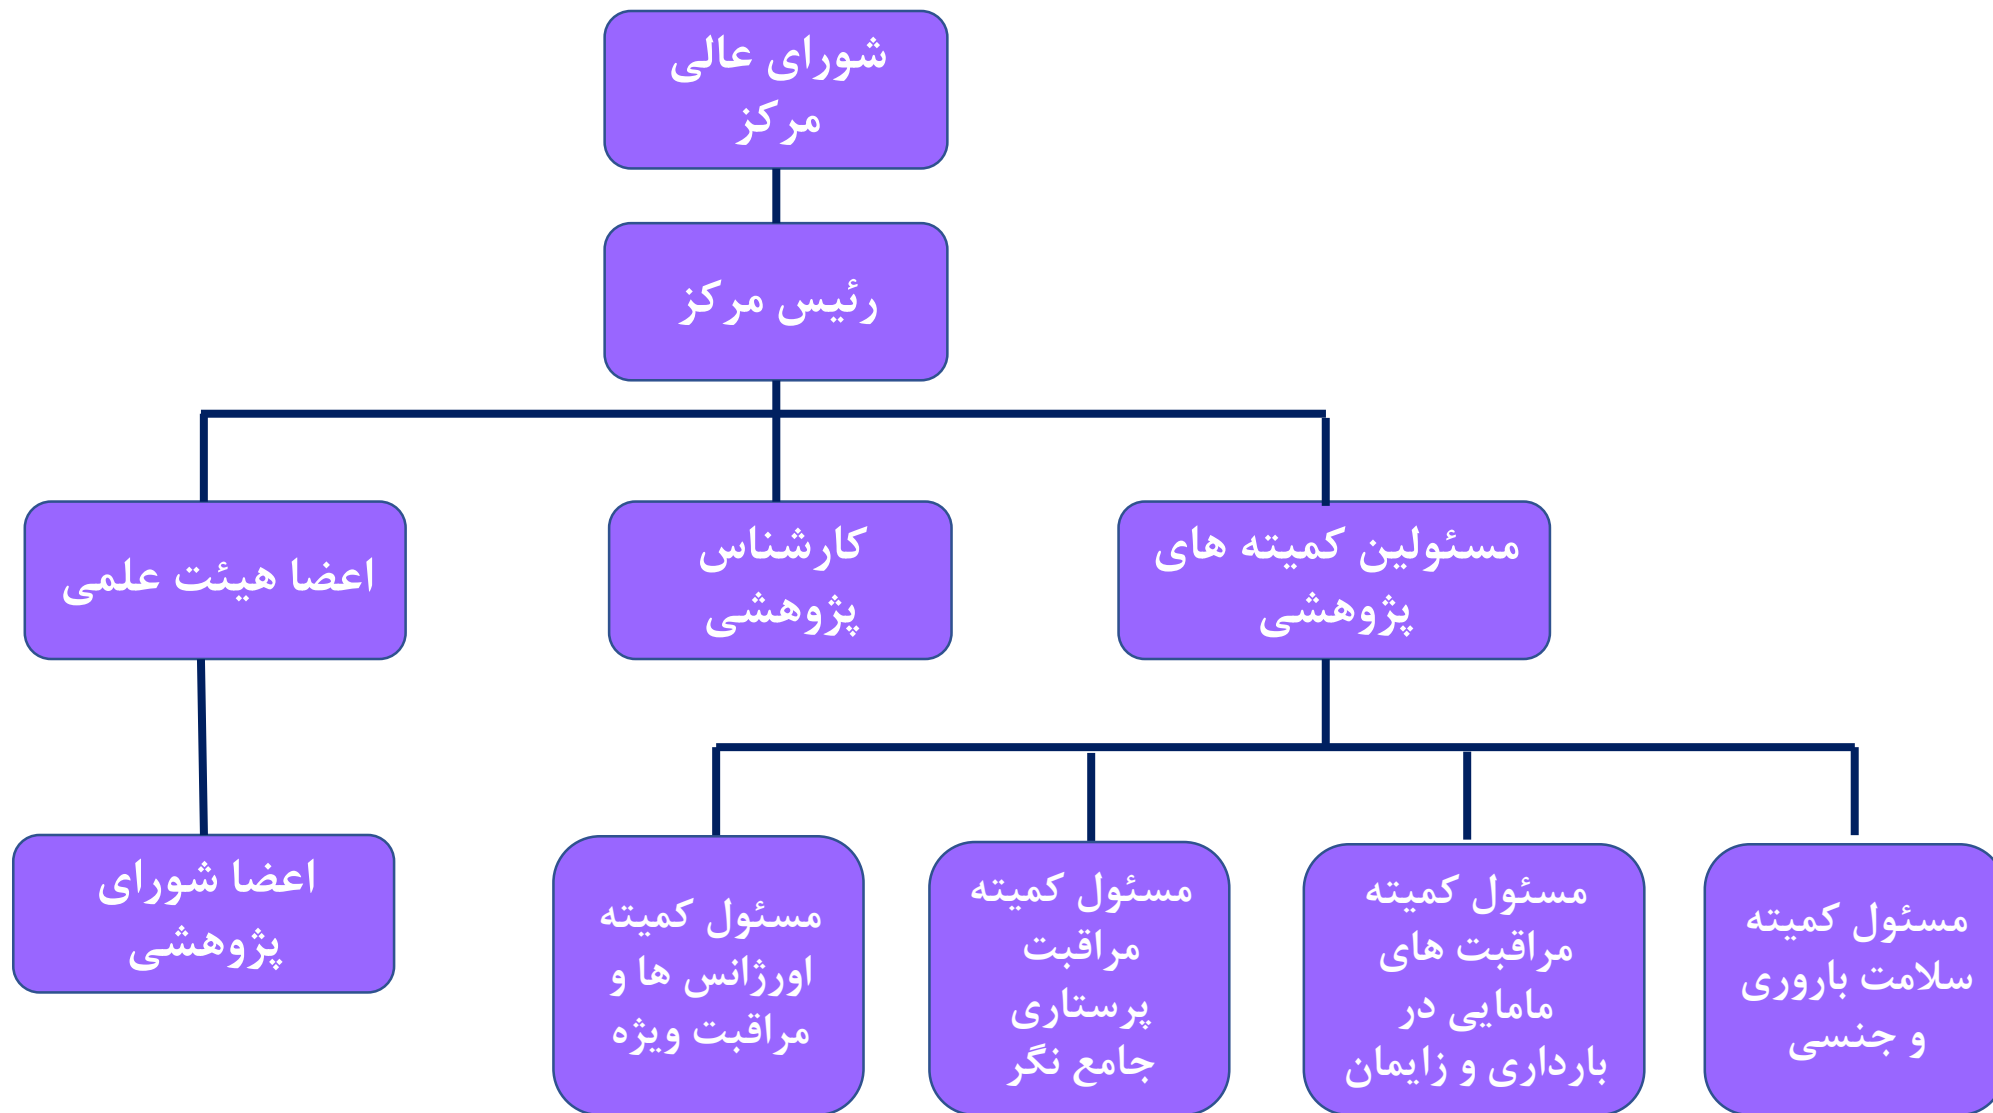 شورای عالی
مرکز
رئیس مرکز
مسئولین کمیته های
پژوهشی
کارشناس
پژوهشی
اعضا هیئت علمی
مسئول کمیته
سلامت باروری
و جنسی
مسئول کمیته
مراقبت های
مامایی در
بارداری و زایمان
مسئول کمیته
مراقبت
پرستاری
جامع نگر
مسئول کمیته
اورژانس ها و
مراقبت ویژه
اعضا شورای
پژوهشی